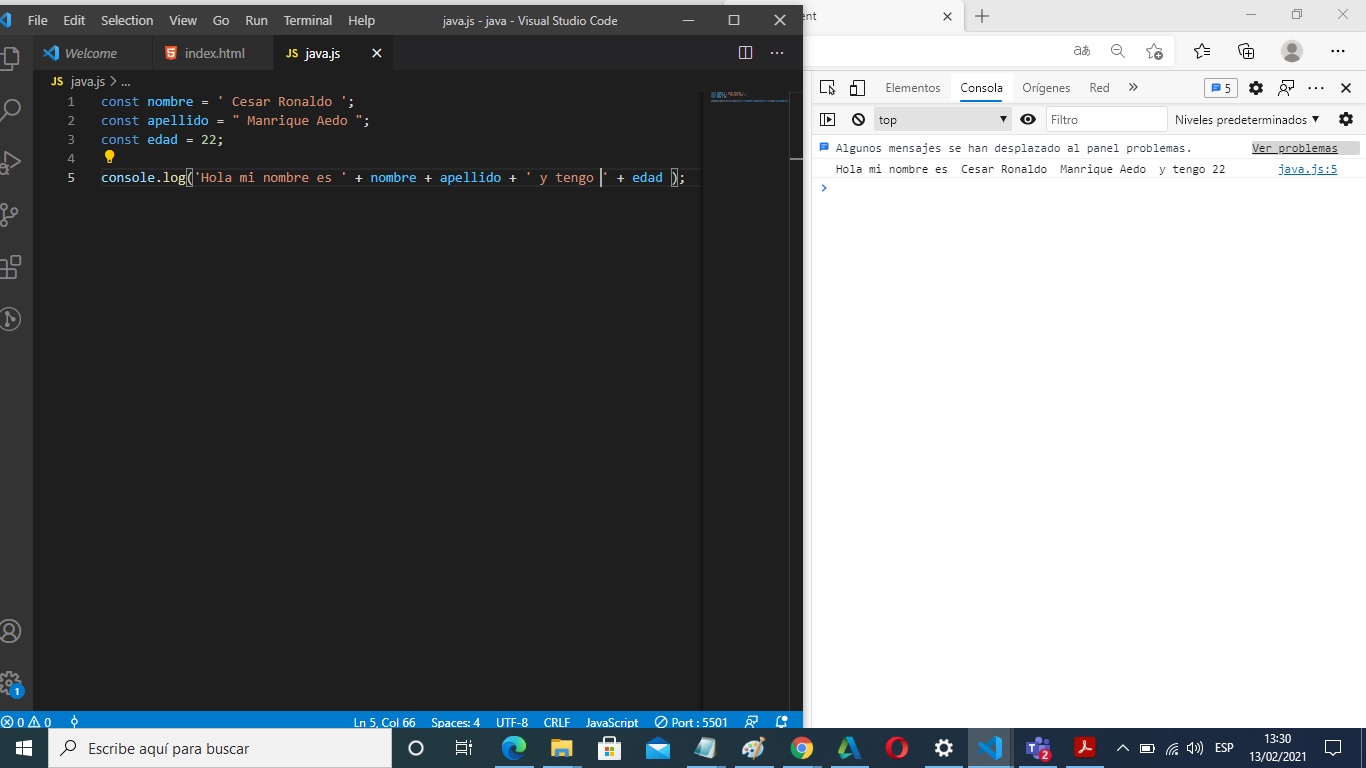 File Edit Selection View Go Run Terminal Help java.js - java - Visual Studio Code
Welcome index.html JS java.js
JS java.js > ...
1 const nombre = ' Cesar Ronaldo ';
2 const apellido = " Manrique Aedo ";
3 const edad = 22;
4
5 console.log('Hola mi nombre es ' + nombre + apellido + ' y tengo ' + edad );
1
0 0 Ln 5, Col 66 Spaces: 4 UTF-8 CRLF JavaScript Port : 5501
aあ
Elementos Consola Orígenes Red 5
top Filtro Niveles predeterminados
Algunos mensajes se han desplazado al panel problemas. Ver problemas
Hola mi nombre es  Cesar Ronaldo  Manrique Aedo  y tengo 22 java.js:5
Escribe aquí para buscar
2
ESP
13:30
13/02/2021